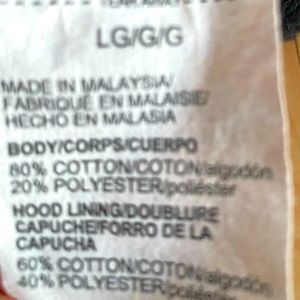 LG/G/G
MADE IN MALAYSIA/
FABRIQUÉ EN MALAISIE/
HECHO EN MALASIA
BODY/CORPS/CUERPO
80% COTTON/COTON/algodón
20% POLYESTER/poliéster
HOOD LINING/DOUBLURE
CAPUCHE/FORRO DE LA
CAPUCHA
60% COTTON/COTON/algodón
40% POLYESTER/poliéster